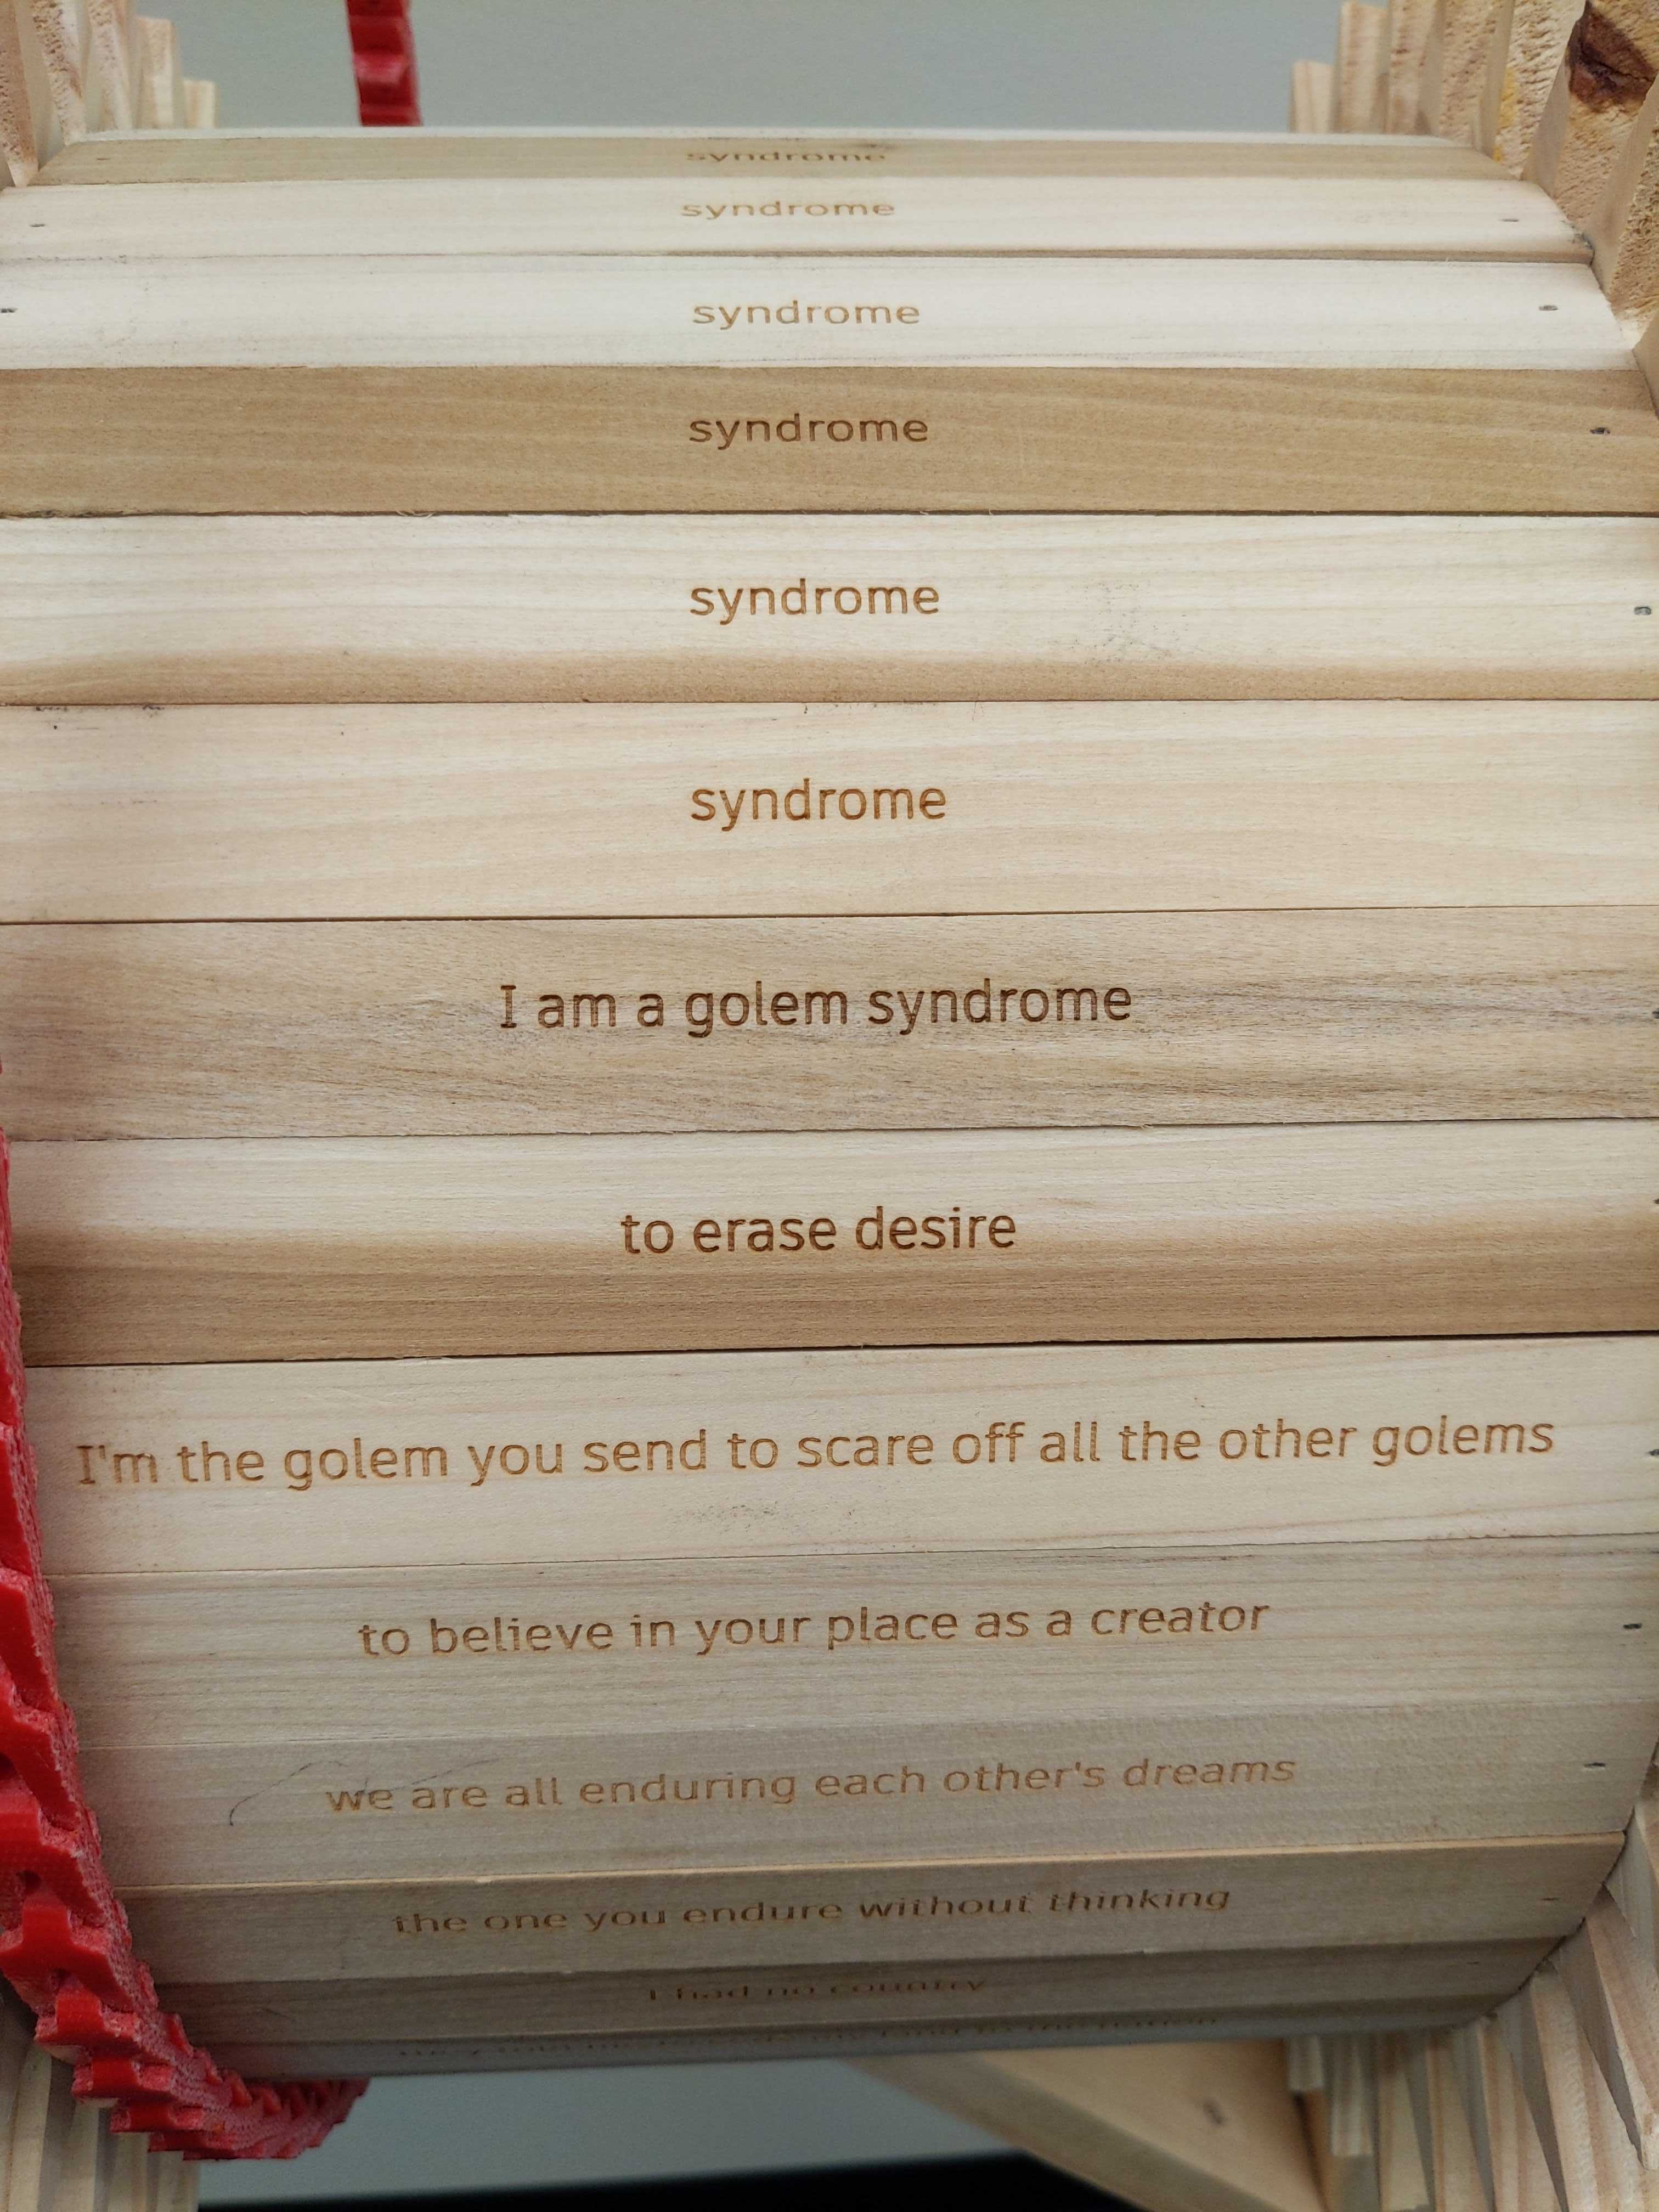 syndrome
syndrome
syndrome
syndrome
syndrome
syndrome
I am a golem syndrome
to erase desire
I'm the golem you send to scare off all the other golems
to believe in your place as a creator
we are all enduring each other's dreams
the one you endure without thinking
I had no country